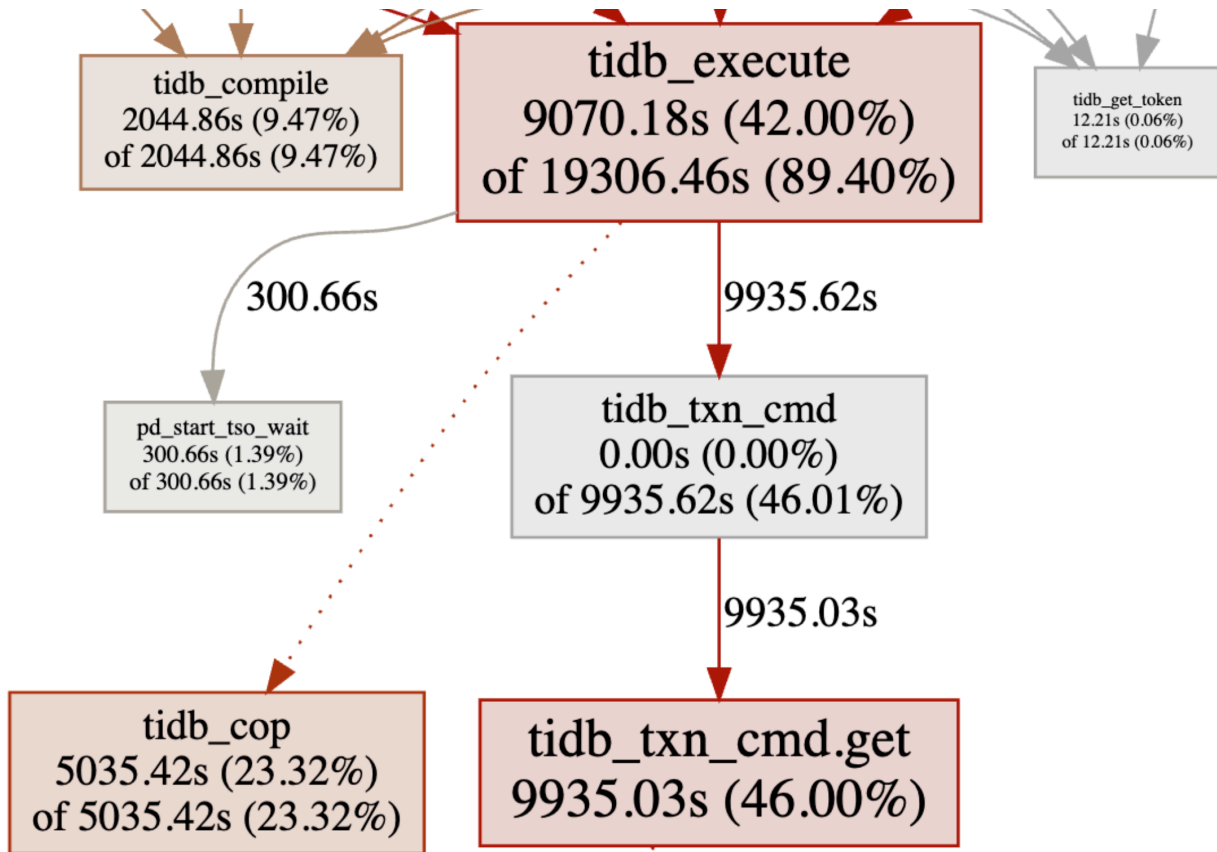 tidb_compile
2044.86s (9.47%)
of 2044.86s (9.47%)
tidb_execute
9070.18s (42.00%)
of 19306.46s (89.40%)
tidb_get_token
12.21s (0.06%)
of 12.21s (0.06%)
300.66s
9935.62s
pd_start_tso_wait
300.66s (1.39%)
of 300.66s (1.39%)
tidb_txn_cmd
0.00s (0.00%)
of 9935.62s (46.01%)
9935.03s
tidb_cop
5035.42s (23.32%)
of 5035.42s (23.32%)
tidb_txn_cmd.get
9935.03s (46.00%)